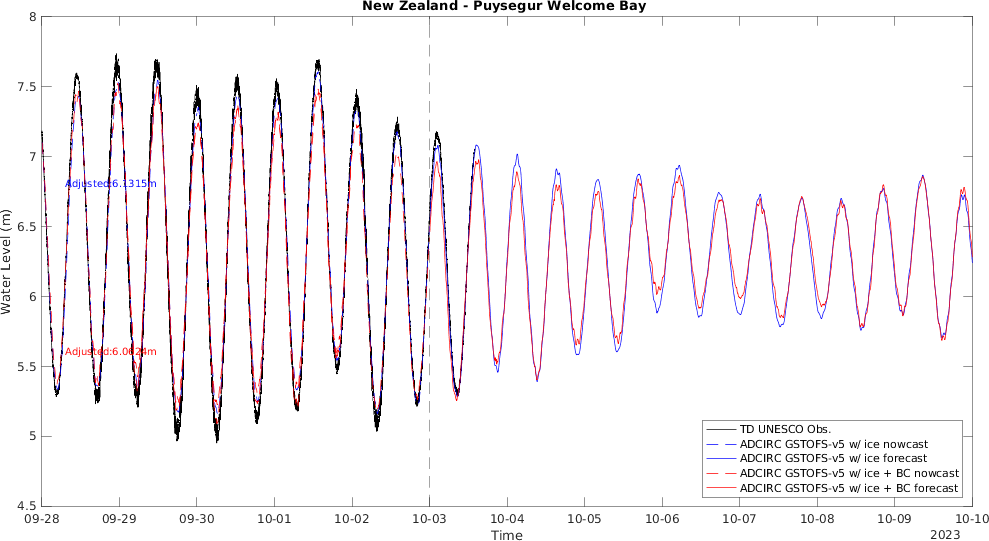 New Zealand - Puysegur Welcome Bay
8
7.5
7
6.5
6
5.5
5
4.5
Water Level (m)
Adjusted:6.1315m
Adjusted:6.0624m
TD UNESCO Obs.
ADCIRC GSTOFS-v5 w/ ice nowcast
ADCIRC GSTOFS-v5 w/ ice forecast
ADCIRC GSTOFS-v5 w/ ice + BC nowcast
ADCIRC GSTOFS-v5 w/ ice + BC forecast
09-28 09-29 09-30 10-01 10-02 10-03 10-04 10-05 10-06 10-07 10-08 10-09 10-10
Time
2023